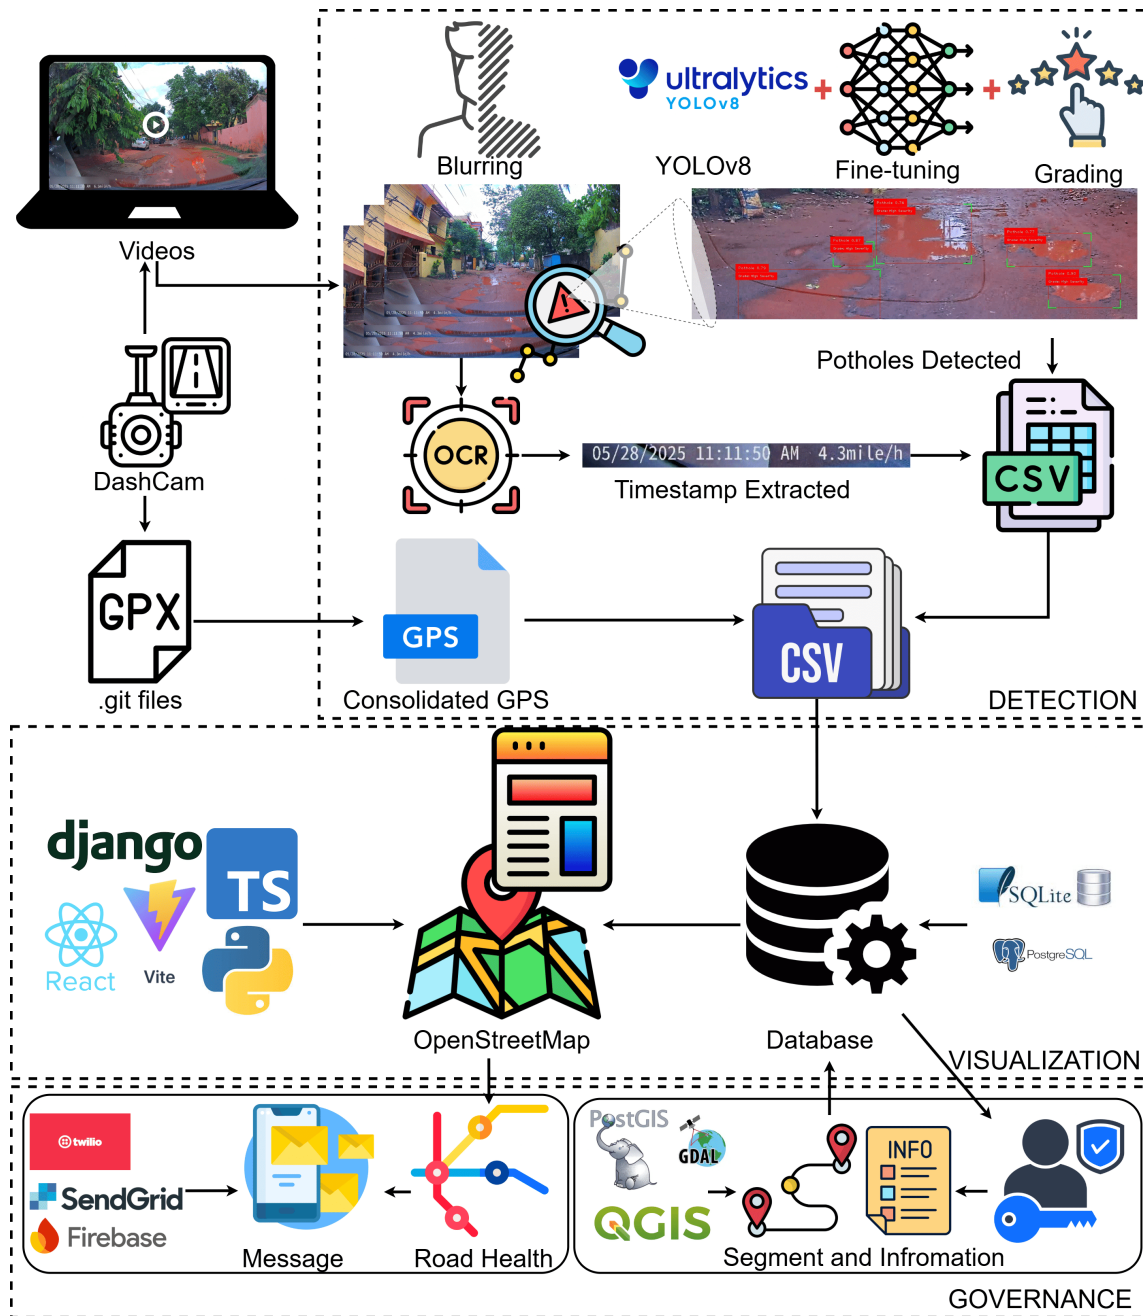 Blurring
ultralytics
YOLOv8
YOLOv8
Fine-tuning
Grading
Videos
Potholes Detected
DashCam
OCR
05/28/2025 11:11:50 AM 4.3mile/h
Timestamp Extracted
CSV
GPX
.git files
GPS
Consolidated GPS
CSV
DETECTION
django
TS
React
Vite
OpenStreetMap
Database
SQLite
PostgreSQL
VISUALIZATION
twilio
SendGrid
Firebase
Message
Road Health
PostGIS
GDAL
QGIS
INFO
Segment and Infromation
GOVERNANCE